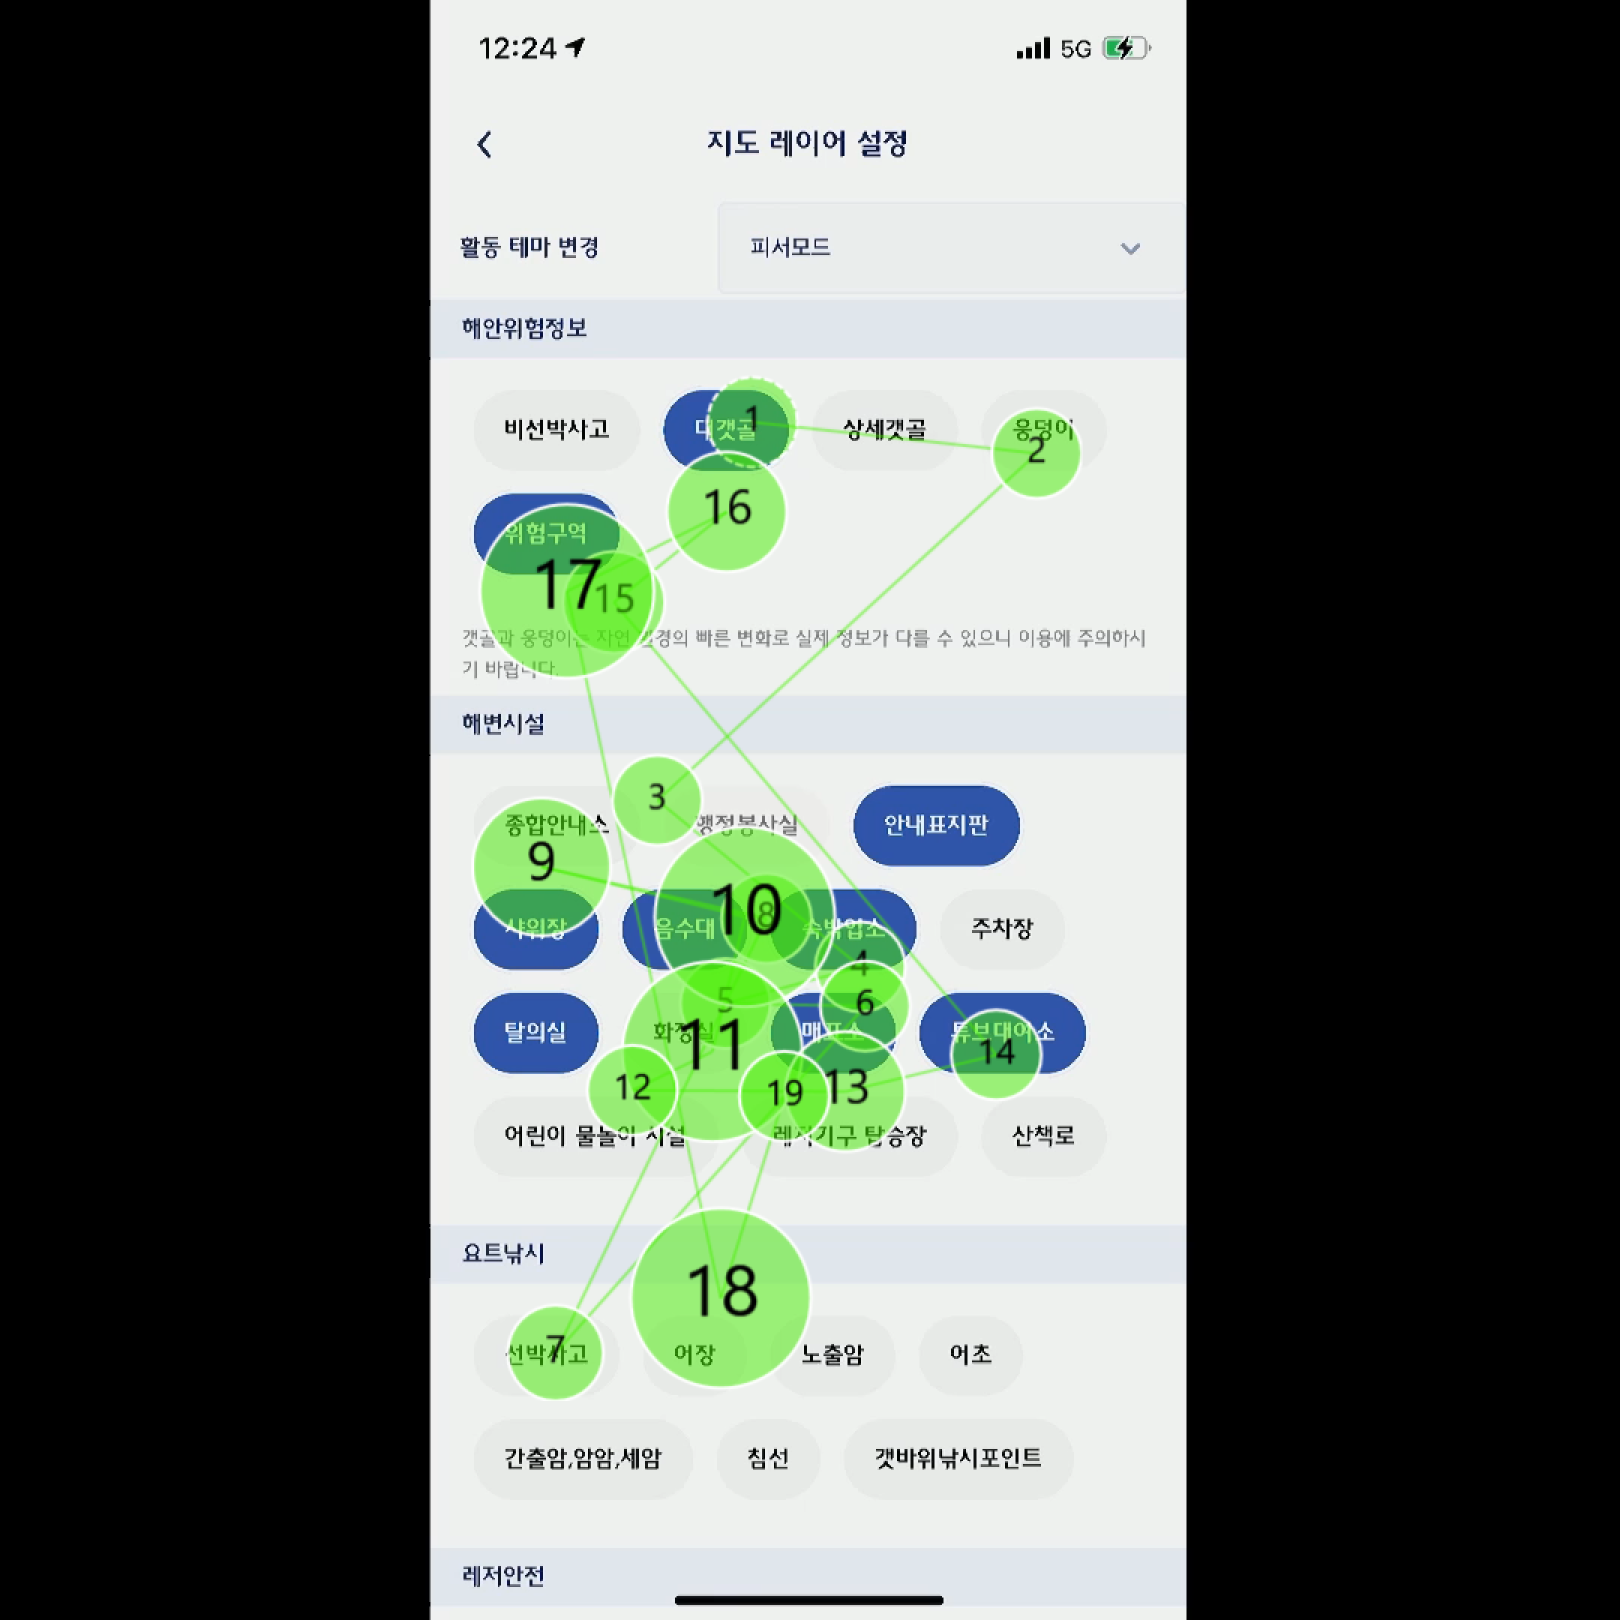 12:24 5G
지도 레이어 설정
활동 테마 변경 피서모드
해안위험정보
비선박사고 대갯골 상세갯골 웅덩이
1
2
16
위험구역
17 15
갯골과 웅덩이는 자연 환경의 빠른 변화로 실제 정보가 다를 수 있으니 이용에 주의하시
기 바랍니다.
해변시설
3
종합안내소 행정봉사실 안내표지판
9
10 8
샤워장 음수대 숙박업소 주차장
4
5 6
탈의실 화장실 매표소 튜브대여소
11 14
12 19 13
어린이 물놀이 시설 레저기구 탑승장 산책로
요트낚시
18
7
선박사고 어장 노출암 어초
간출암,암암,세암 침선 갯바위낚시포인트
레저안전